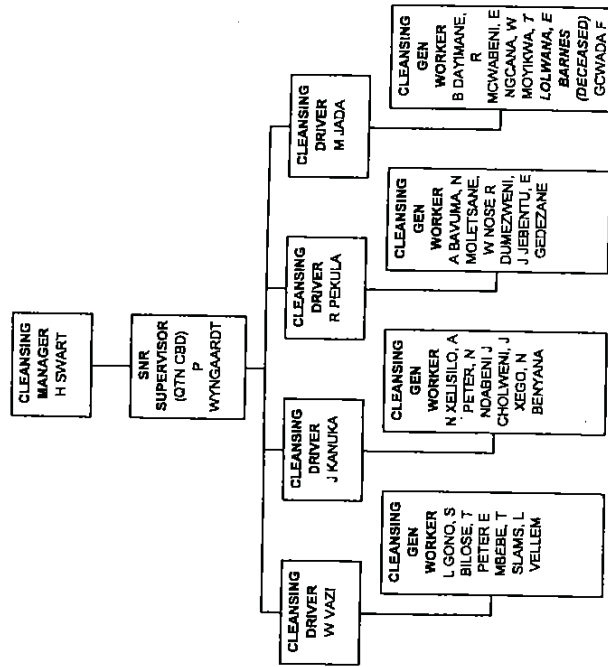 CLEANSING
MANAGER
H SWART
SNR
SUPERVISOR
(QTN CBD)
P
WYNGAARDT
CLEANSING
DRIVER
W VAZI
CLEANSING
DRIVER
J KANUKA
CLEANSING
DRIVER
R PEKULA
CLEANSING
DRIVER
M JADA
CLEANSING
GEN
WORKER
L GONO, S
BILOSE, T
PETER E
MBEBE, T
SLAMS, L
VELLEM
CLEANSING
GEN
WORKER
N XELISILO, A
PETER, N
NDABENI J
CHOLWENI, J
XEGO, N
BENYANA
CLEANSING
GEN
WORKER
A BAVUMA, N
MOLETSANE,
W NOSE R
DUMEZWENI,
J JEBENTU, E
GEDEZANE
CLEANSING
GEN
WORKER
B DAYIMANE,
R
MCWABENI, E
NGCANA, W
MOYIKWA, T
LOLWANA, E
BARNES
(DECEASED)
GCWADA F